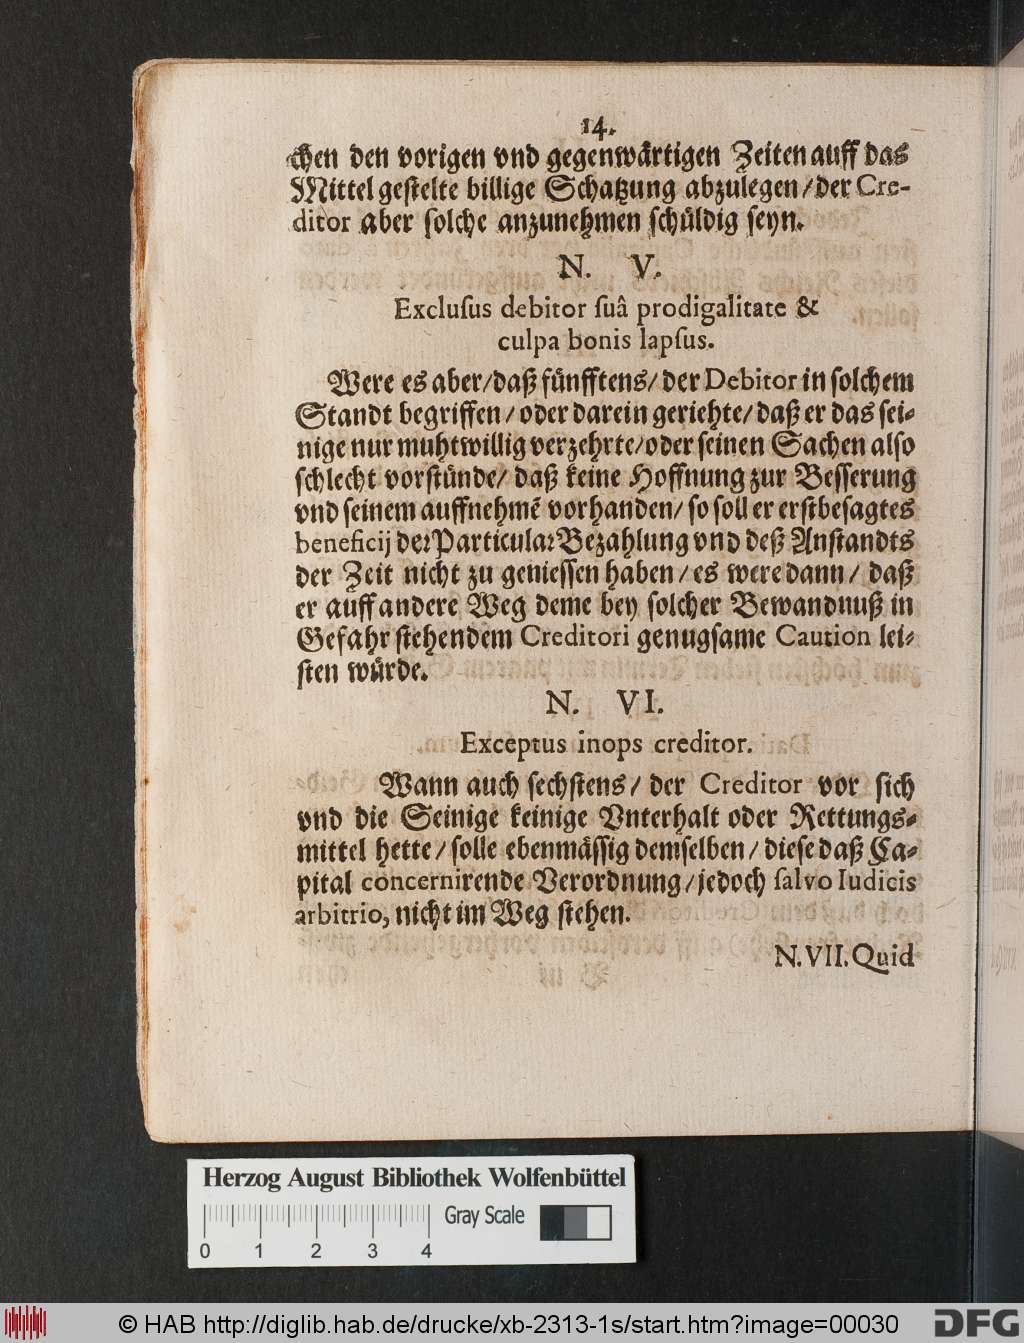 14.
chen den vorigen vnd gegenwårtigen Zeiten auff das
Mittel gestelte billige Schatzung abzulegen/der Cre-
ditor aber solche anzunehmen schůldig seyn.
N. V.
Excluſus debitor ſuâ prodigalitate &
culpa bonis lapſus.
Were es aber/daß fůnfftens/der Debitor in solchem
Standt begriffen/oder darein geriehte/daß er das sei-
nige nur muhtwillig verzehrte/oder seinen Sachen also
schlecht vorstůnde/ daß keine Hoffnung zur Besserung
vnd seinem auffnehmẽ vorhanden/so soll er erstbesagtes
beneficij der Particular Bezahlung vnd deß Anstandts
der Zeit nicht zu geniessen haben/es were dann/ daß
er auff andere Weg deme bey solcher Bewandnuß in
Gefahr stehendem Creditori genugsame Caution lei-
sten wůrde.
N. VI.
Exceptus inops creditor.
Wann auch sechstens/ der Creditor vor sich
vnd die Seinige keinige Vnterhalt oder Rettungs-
mittel hette/solle ebenmåssig demselben/diese daß Ca-
pital concernirende Verordnung/jedoch ſalvo Iudicis
arbitrio, nicht im Weg stehen.
N.VII.Quid
Herzog August Bibliothek Wolfenbüttel
Gray Scale
0 1 2 3 4
© HAB http://diglib.hab.de/drucke/xb-2313-1s/start.htm?image=00030
DFG